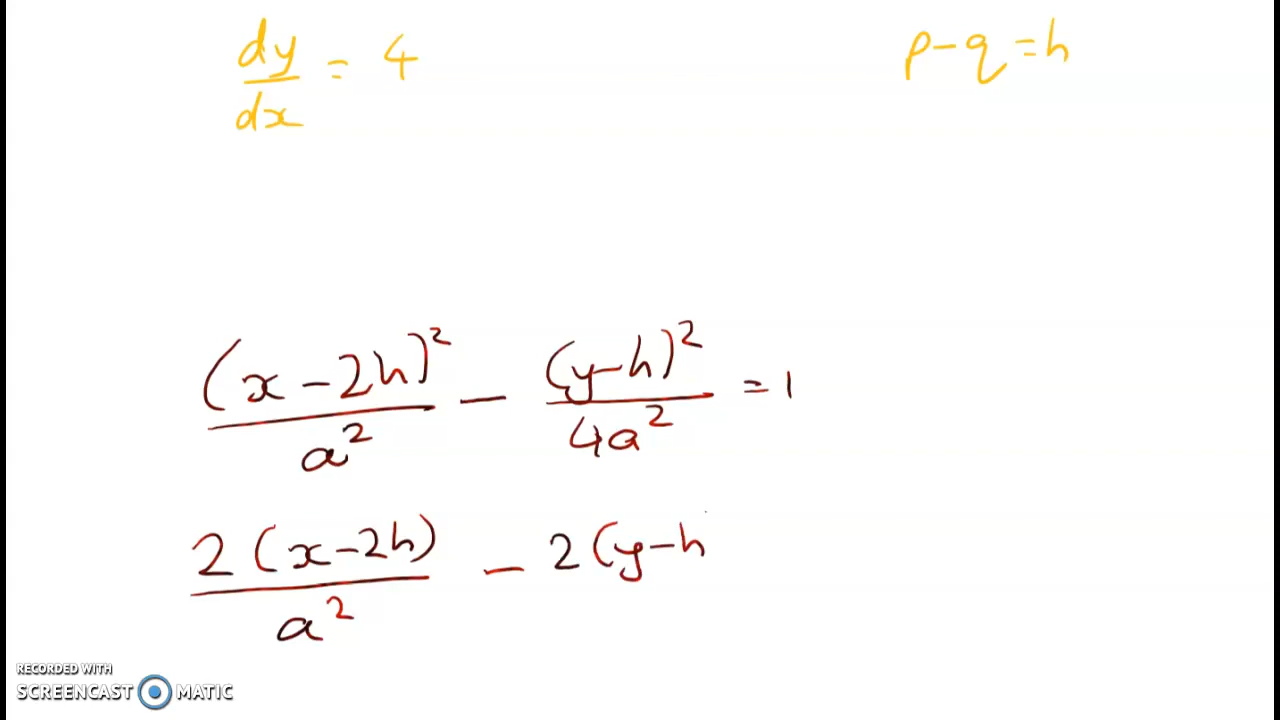 dy/dx = 4
p - q = h
(x - 2h)²/a² - (y - h)²/4a² = 1
2(x - 2h)/a² - 2(y - h
RECORDED WITH
SCREENCAST MATIC